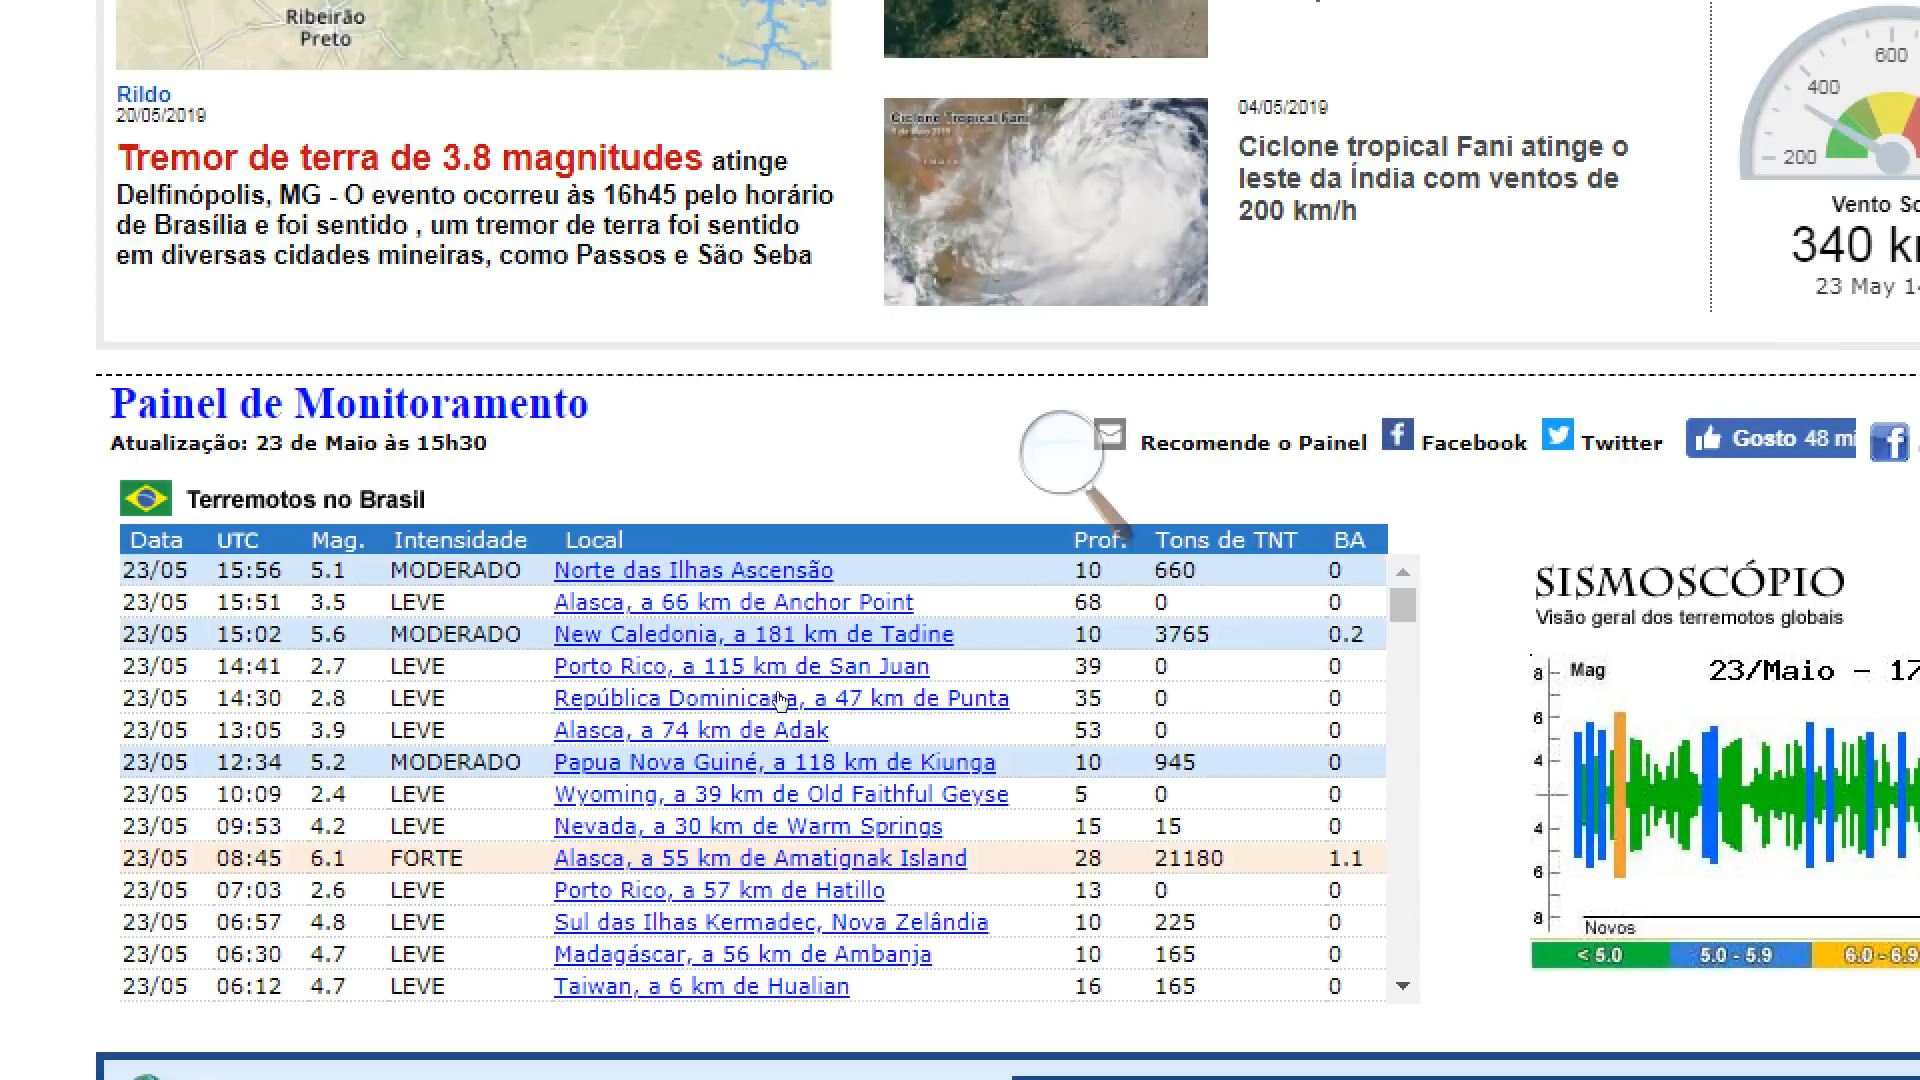 Ribeirão
Preto
Rildo
20/05/2019
Tremor de terra de 3.8 magnitudes atinge
Delfinópolis, MG - O evento ocorreu às 16h45 pelo horário
de Brasília e foi sentido , um tremor de terra foi sentido
em diversas cidades mineiras, como Passos e São Seba
Ciclone Tropical Fani
04/05/2019
Ciclone tropical Fani atinge o
leste da Índia com ventos de
200 km/h
600
400
200
Vento So
340 k
23 May 14
Painel de Monitoramento
Atualização: 23 de Maio às 15h30
Recomende o Painel Facebook Twitter Gosto 48 mi
Terremotos no Brasil
Data UTC Mag. Intensidade Local Prof. Tons de TNT BA
23/05 15:56 5.1 MODERADO Norte das Ilhas Ascensão 10 660 0
23/05 15:51 3.5 LEVE Alasca, a 66 km de Anchor Point 68 0 0
23/05 15:02 5.6 MODERADO New Caledonia, a 181 km de Tadine 10 3765 0.2
23/05 14:41 2.7 LEVE Porto Rico, a 115 km de San Juan 39 0 0
23/05 14:30 2.8 LEVE República Dominicana, a 47 km de Punta 35 0 0
23/05 13:05 3.9 LEVE Alasca, a 74 km de Adak 53 0 0
23/05 12:34 5.2 MODERADO Papua Nova Guiné, a 118 km de Kiunga 10 945 0
23/05 10:09 2.4 LEVE Wyoming, a 39 km de Old Faithful Geyse 5 0 0
23/05 09:53 4.2 LEVE Nevada, a 30 km de Warm Springs 15 15 0
23/05 08:45 6.1 FORTE Alasca, a 55 km de Amatignak Island 28 21180 1.1
23/05 07:03 2.6 LEVE Porto Rico, a 57 km de Hatillo 13 0 0
23/05 06:57 4.8 LEVE Sul das Ilhas Kermadec, Nova Zelândia 10 225 0
23/05 06:30 4.7 LEVE Madagáscar, a 56 km de Ambanja 10 165 0
23/05 06:12 4.7 LEVE Taiwan, a 6 km de Hualian 16 165 0
SISMOSCÓPIO
Visão geral dos terremotos globais
8 Mag 23/Maio - 17
6
4
4
6
8
Novos
< 5.0 5.0 - 5.9 6.0 - 6.9